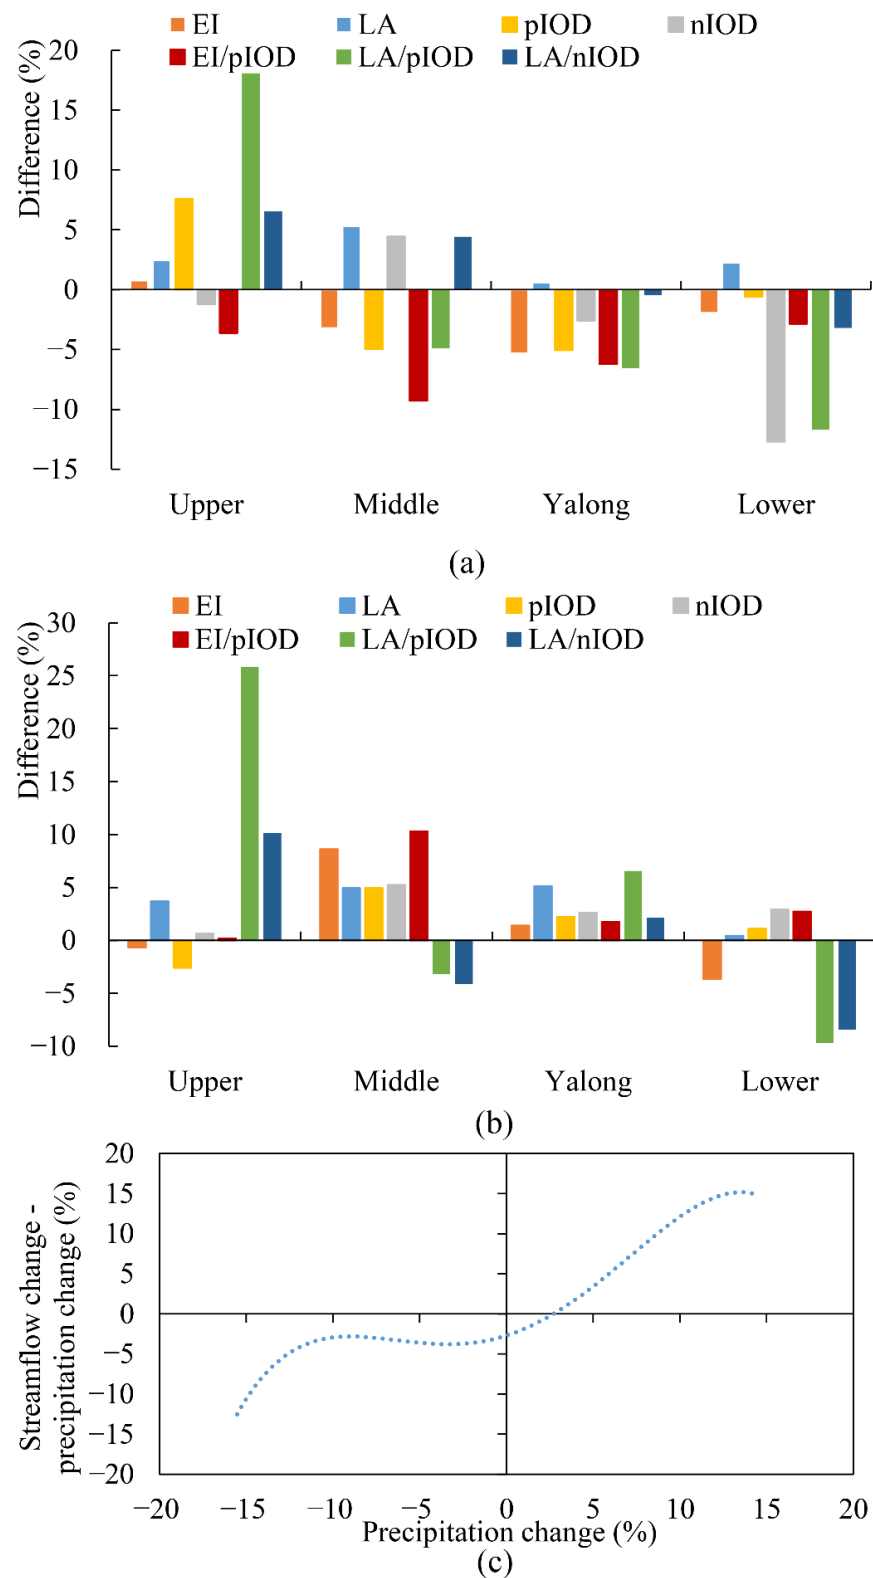 EI LA pIOD nIOD
EI/pIOD LA/pIOD LA/nIOD
Difference (%)
20
15
10
5
0
−5
−10
−15
Upper Middle Yalong Lower
(a)
EI LA pIOD nIOD
EI/pIOD LA/pIOD LA/nIOD
Difference (%)
30
25
20
15
10
5
0
−5
−10
Upper Middle Yalong Lower
(b)
Streamflow change -
precipitation change (%)
20
15
10
5
0
−5
−10
−15
−20
−20 −15 −10 −5 0 5 10 15 20
Precipitation change (%)
(c)